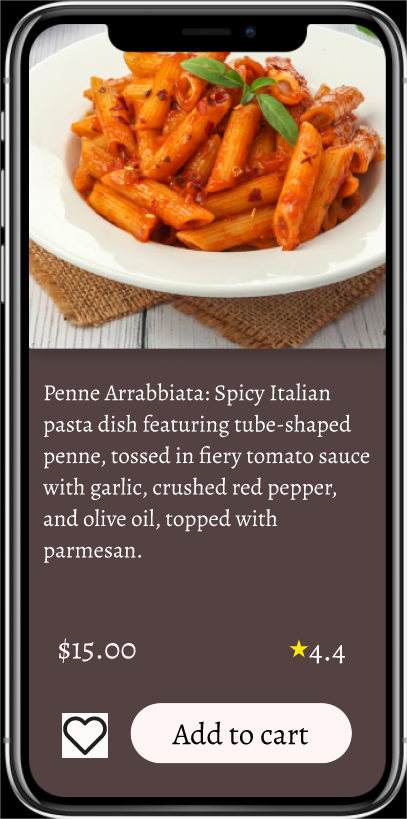 Penne Arrabbiata: Spicy Italian
pasta dish featuring tube-shaped
penne, tossed in fiery tomato sauce
with garlic, crushed red pepper,
and olive oil, topped with
parmesan.
$15.00 ★4.4
Add to cart